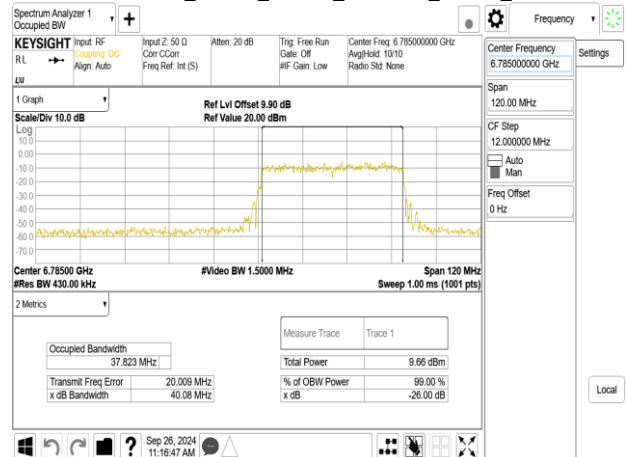 Spectrum Analyzer 1
Occupied BW
Frequency
KEYSIGHT Input: RF Input Z: 50 Ω Atten: 20 dB Trig: Free Run Center Freq: 6.785000000 GHz
RL Coupling: DC Corr CCorr Gate: Off Avg|Hold: 10/10
Align: Auto Freq Ref: Int (S) #IF Gain: Low Radio Std: None
LXI
Center Frequency
6.785000000 GHz
Settings
Span
120.00 MHz
CF Step
12.000000 MHz
Auto
Man
Freq Offset
0 Hz
Local
1 Graph
Ref Lvl Offset 9.90 dB
Scale/Div 10.0 dB Ref Value 20.00 dBm
Log
10.0
0.00
-10.0
-20.0
-30.0
-40.0
-50.0
-60.0
-70.0
Center 6.78500 GHz #Video BW 1.5000 MHz Span 120 MHz
#Res BW 430.00 kHz Sweep 1.00 ms (1001 pts)
2 Metrics
Measure Trace Trace 1
Occupied Bandwidth
37.823 MHz
Total Power 9.66 dBm
Transmit Freq Error 20.009 MHz % of OBW Power 99.00 %
x dB Bandwidth 40.08 MHz x dB -26.00 dB
? Sep 26, 2024
11:16:47 AM